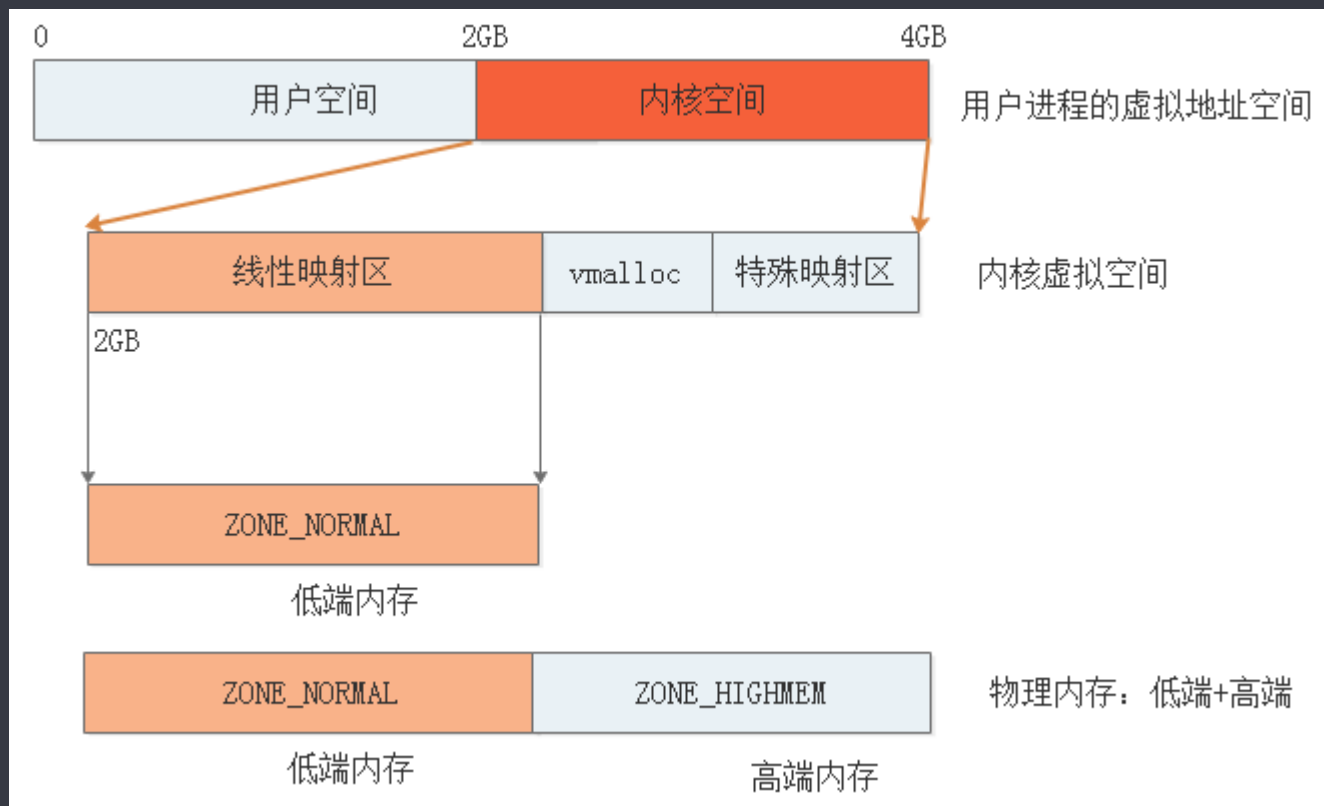 0 2GB 4GB
用户空间 内核空间 用户进程的虚拟地址空间
线性映射区 vmalloc 特殊映射区 内核虚拟空间
2GB
ZONE_NORMAL
低端内存
ZONE_NORMAL ZONE_HIGHMEM 物理内存：低端+高端
低端内存 高端内存